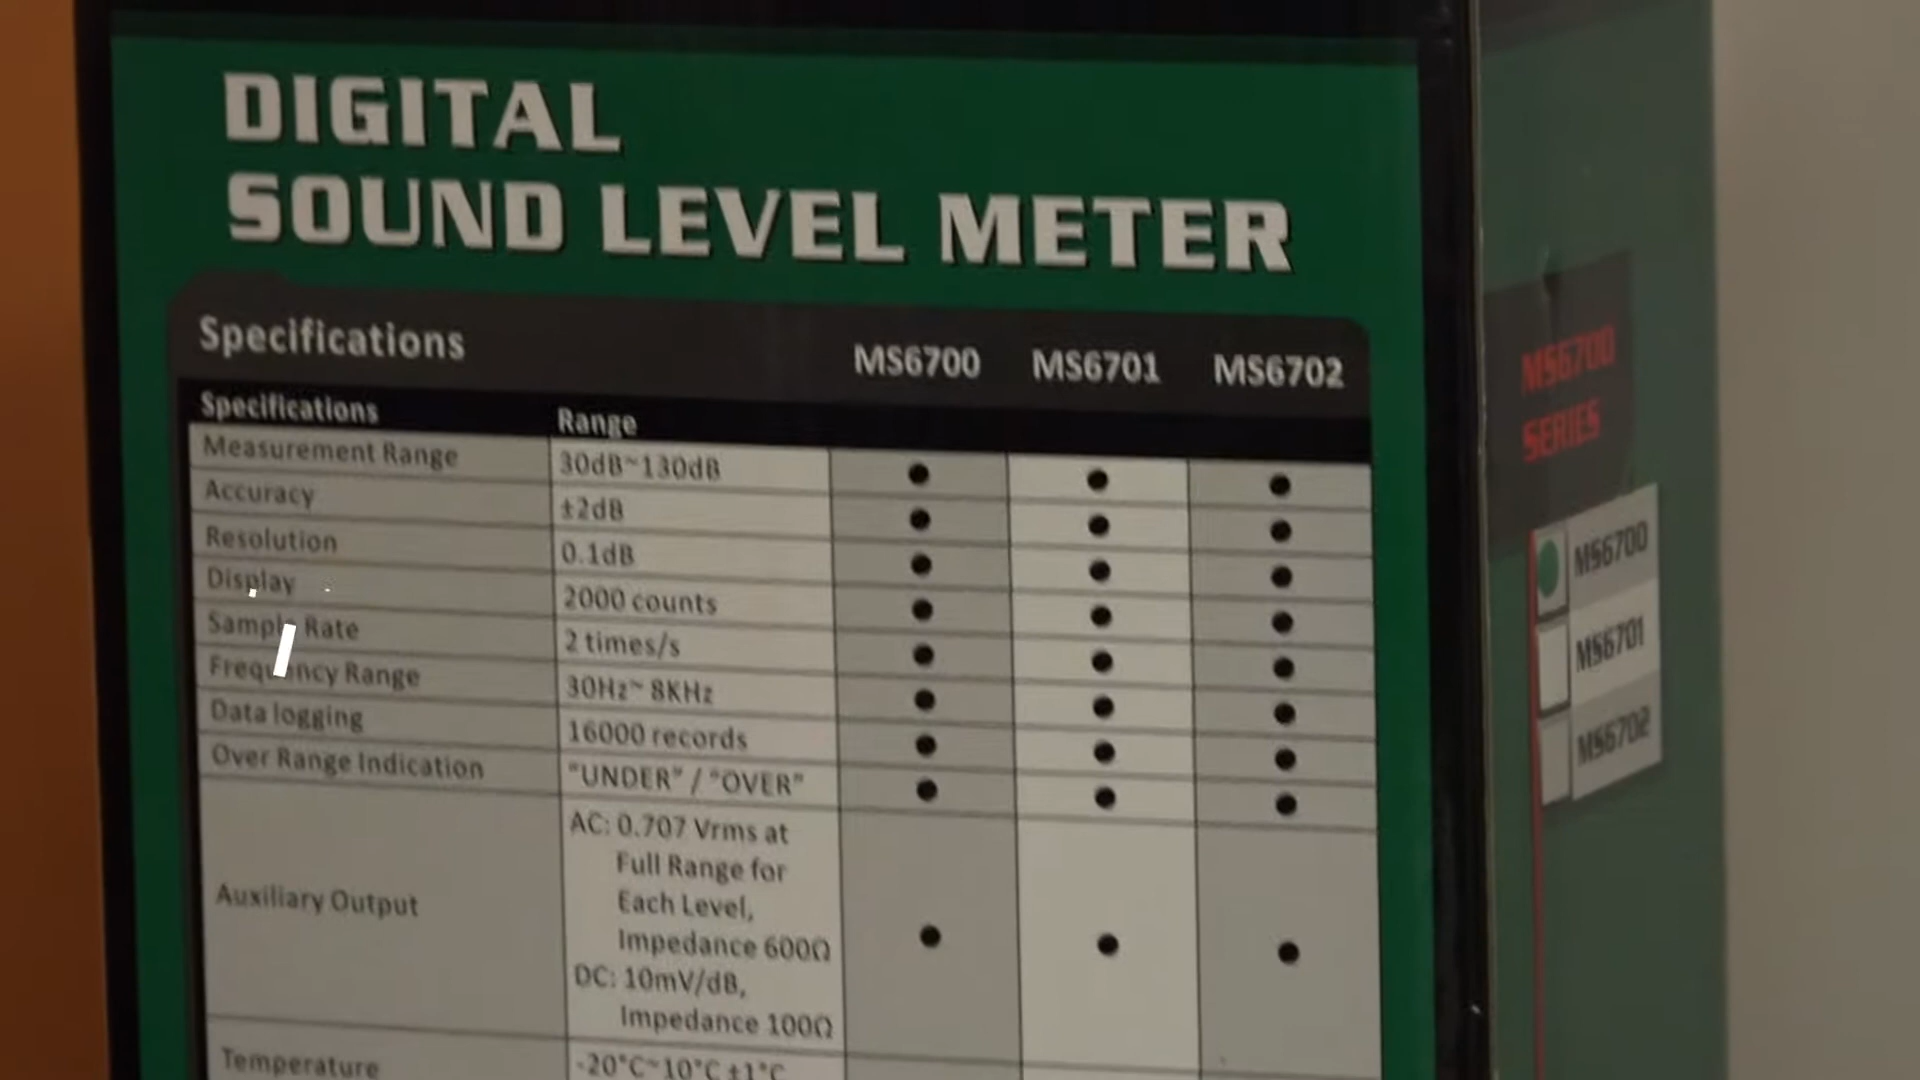 DIGITAL
SOUND LEVEL METER
Specifications MS6700 MS6701 MS6702
Specifications Range
Measurement Range 30dB~130dB
Accuracy ±2dB
Resolution 0.1dB
Display 2000 counts
Sample Rate 2 times/s
Frequency Range 30Hz~ 8KHz
Data logging 16000 records
Over Range Indication "UNDER" / "OVER"
Auxiliary Output
AC: 0.707 Vrms at
Full Range for
Each Level,
Impedance 600Ω
DC: 10mV/dB,
Impedance 100Ω
Temperature -20°C~10°C ±1°C
MS6700
SERIES
MS6700
MS6701
MS6702